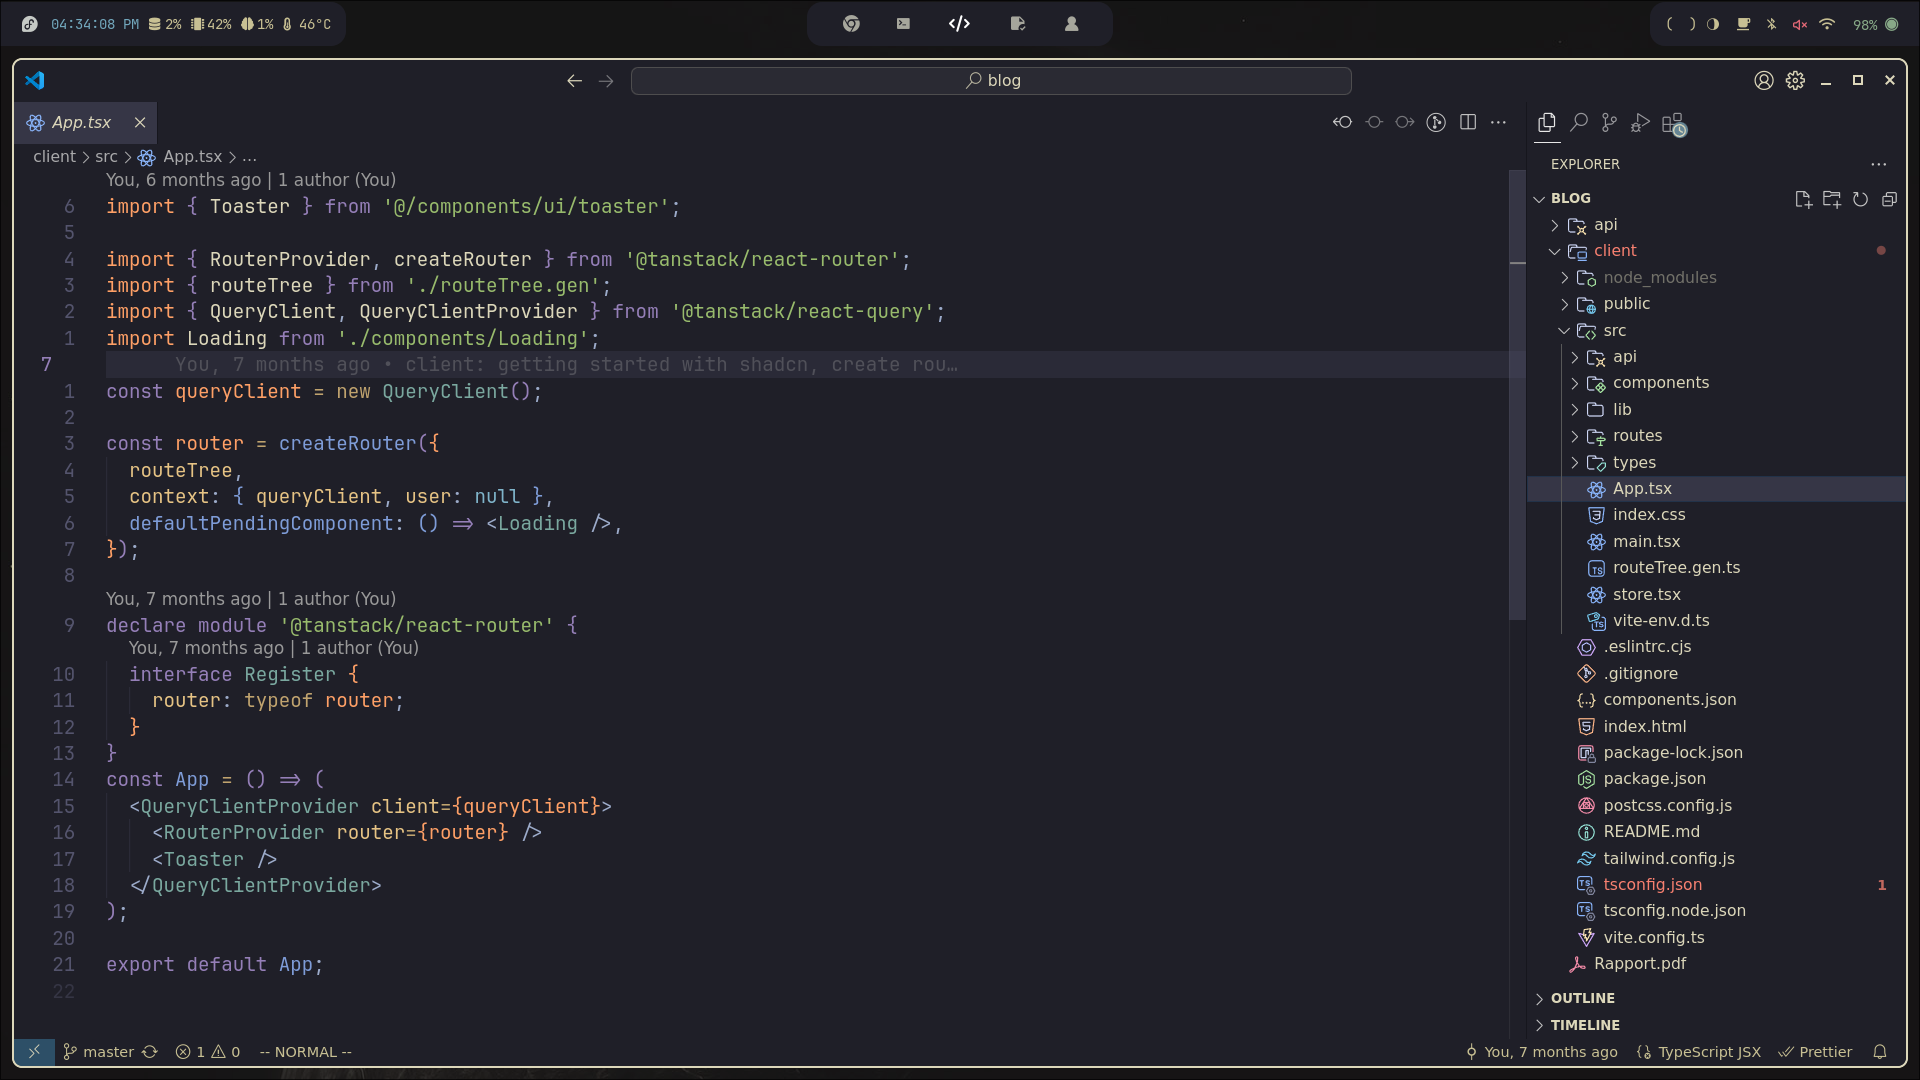 04:34:08 PM 2% 42% 1% 46°C
98%
blog
App.tsx
client > src > App.tsx > ...
You, 6 months ago | 1 author (You)
6 import { Toaster } from '@/components/ui/toaster';
5
4 import { RouterProvider, createRouter } from '@tanstack/react-router';
3 import { routeTree } from './routeTree.gen';
2 import { QueryClient, QueryClientProvider } from '@tanstack/react-query';
1 import Loading from './components/Loading';
7 You, 7 months ago • client: getting started with shadcn, create rou…
1 const queryClient = new QueryClient();
2
3 const router = createRouter({
4 routeTree,
5 context: { queryClient, user: null },
6 defaultPendingComponent: () => <Loading />,
7 });
8
You, 7 months ago | 1 author (You)
9 declare module '@tanstack/react-router' {
You, 7 months ago | 1 author (You)
10 interface Register {
11 router: typeof router;
12 }
13 }
14 const App = () => (
15 <QueryClientProvider client={queryClient}>
16 <RouterProvider router={router} />
17 <Toaster />
18 </QueryClientProvider>
19 );
20
21 export default App;
22
EXPLORER
BLOG
api
client
node_modules
public
src
api
components
lib
routes
types
App.tsx
index.css
main.tsx
routeTree.gen.ts
store.tsx
vite-env.d.ts
.eslintrc.cjs
.gitignore
components.json
index.html
package-lock.json
package.json
postcss.config.js
README.md
tailwind.config.js
tsconfig.json 1
tsconfig.node.json
vite.config.ts
Rapport.pdf
OUTLINE
TIMELINE
master 1 0 -- NORMAL --
You, 7 months ago TypeScript JSX Prettier